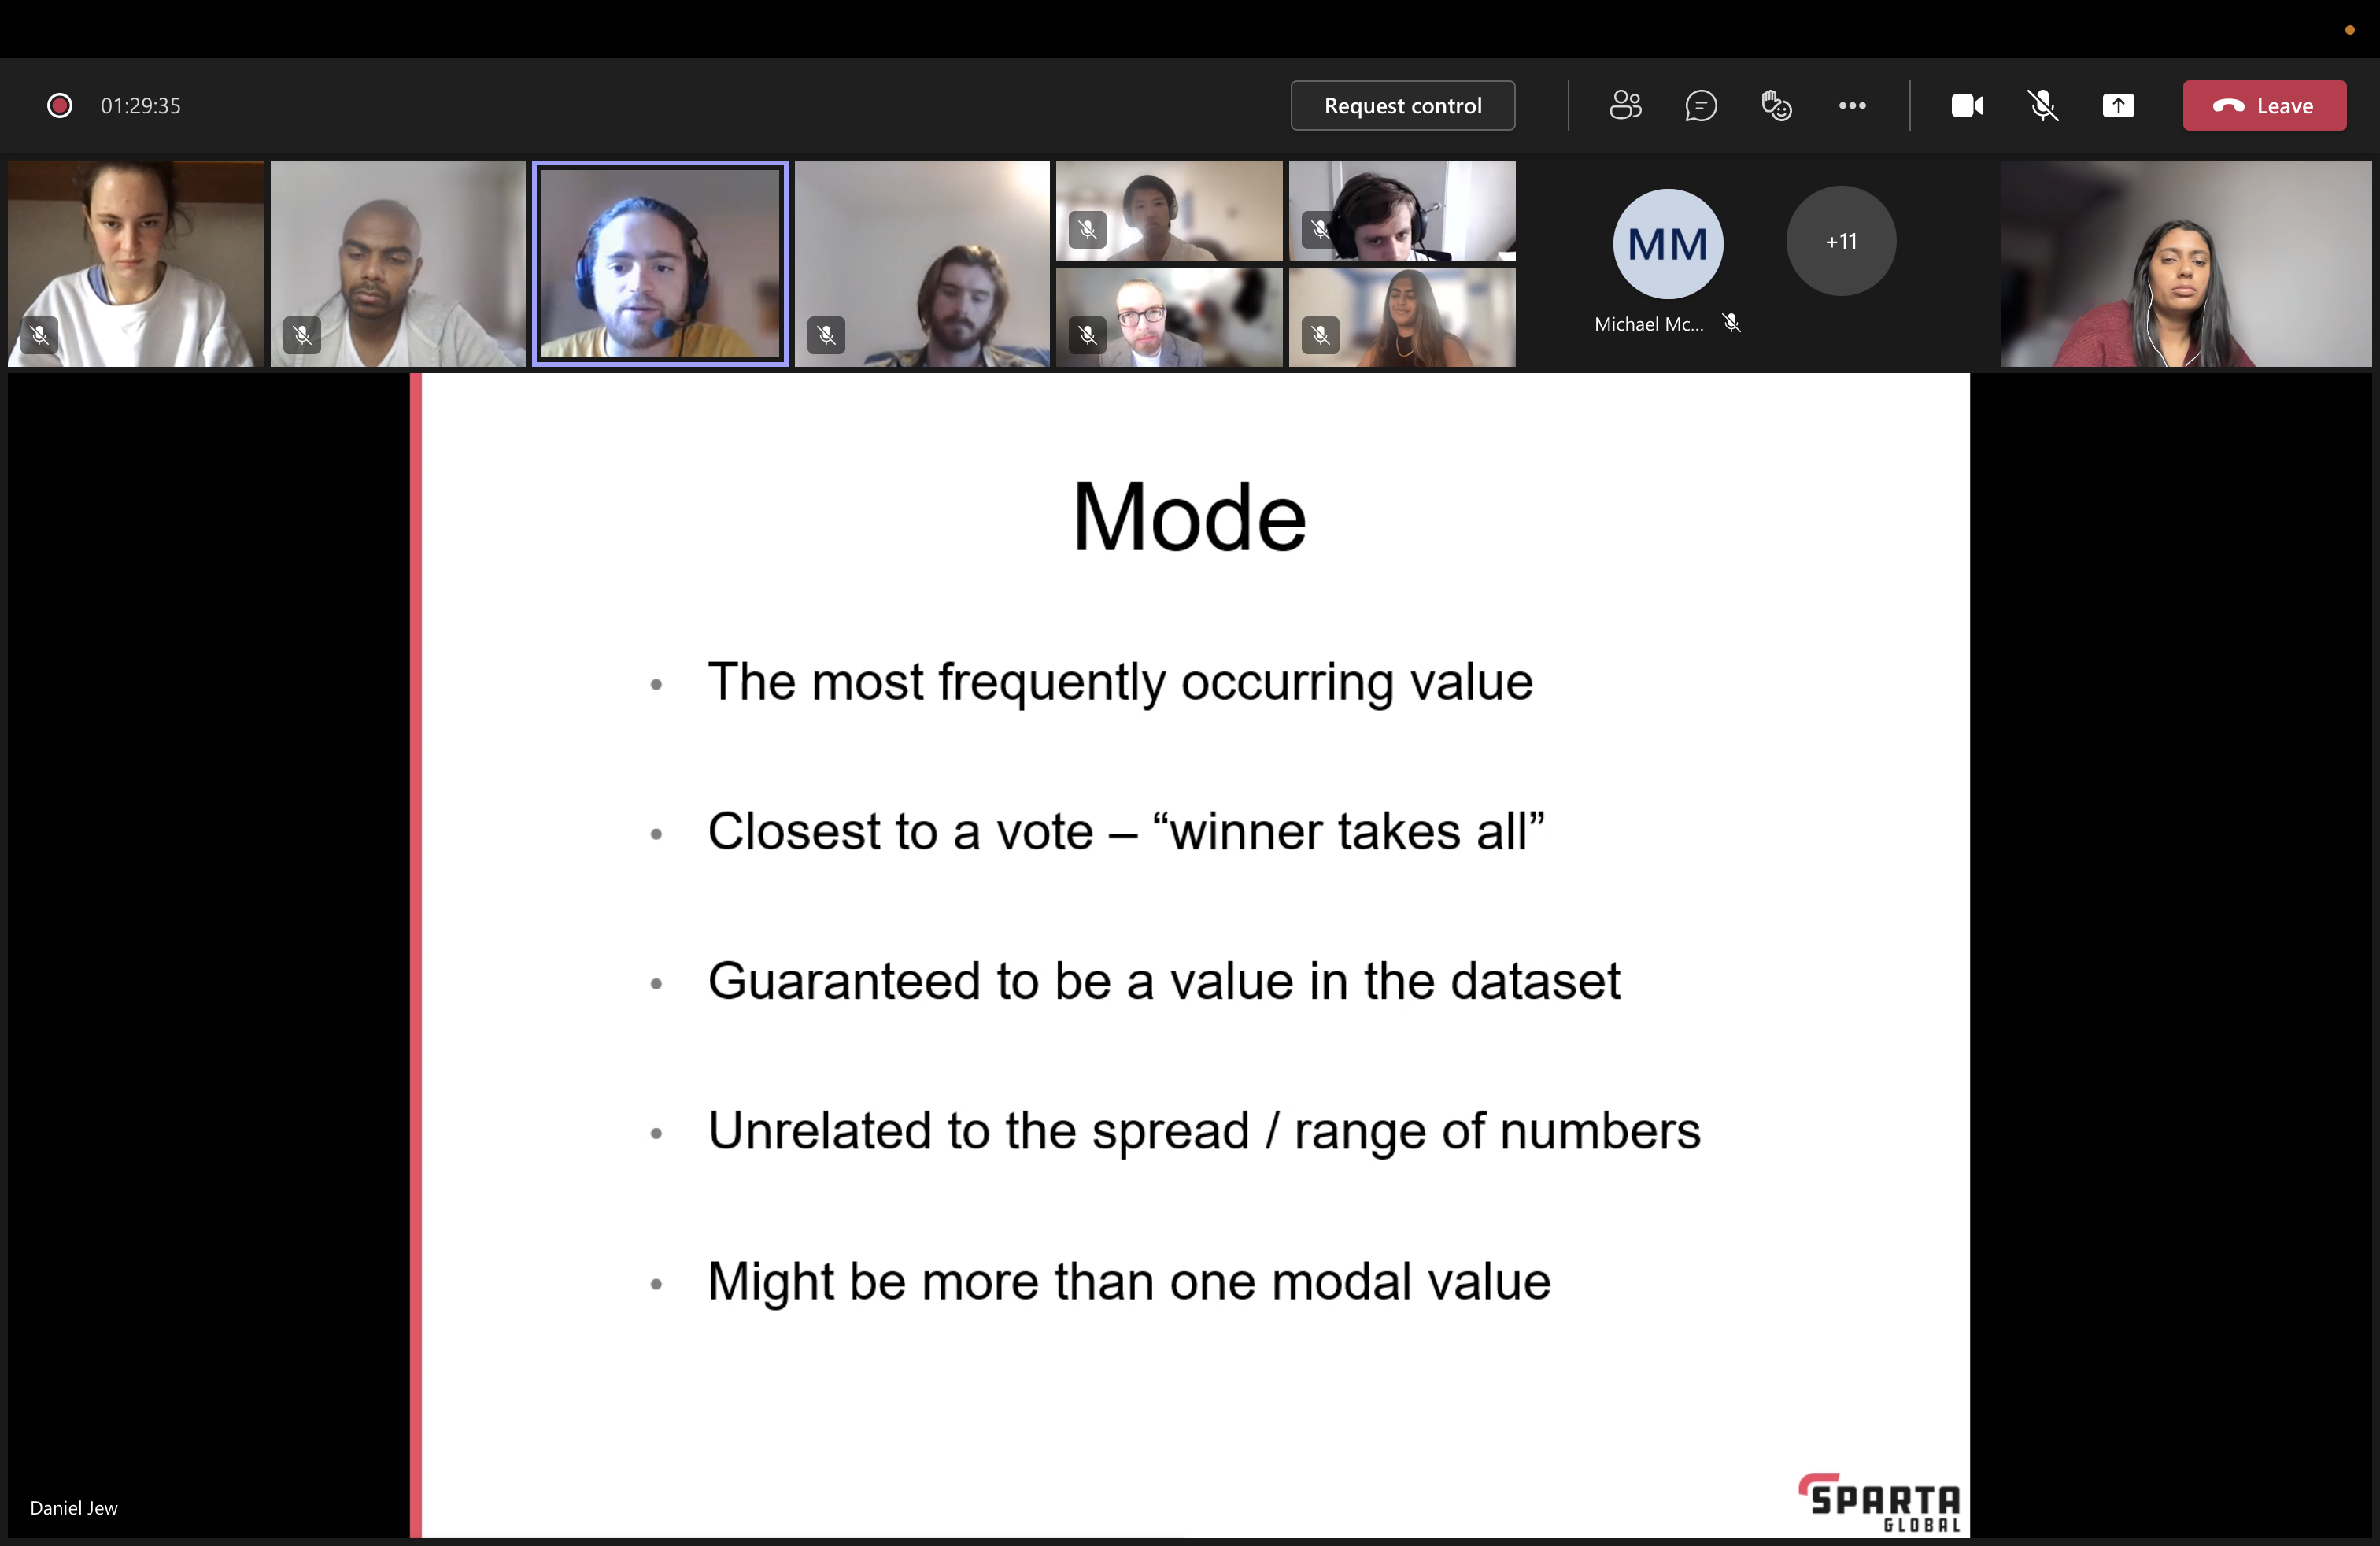 01:29:35
Request control
Leave
MM
+11
Michael Mc...
Mode
• The most frequently occurring value
• Closest to a vote – “winner takes all”
• Guaranteed to be a value in the dataset
• Unrelated to the spread / range of numbers
• Might be more than one modal value
Daniel Jew
SPARTA
GLOBAL